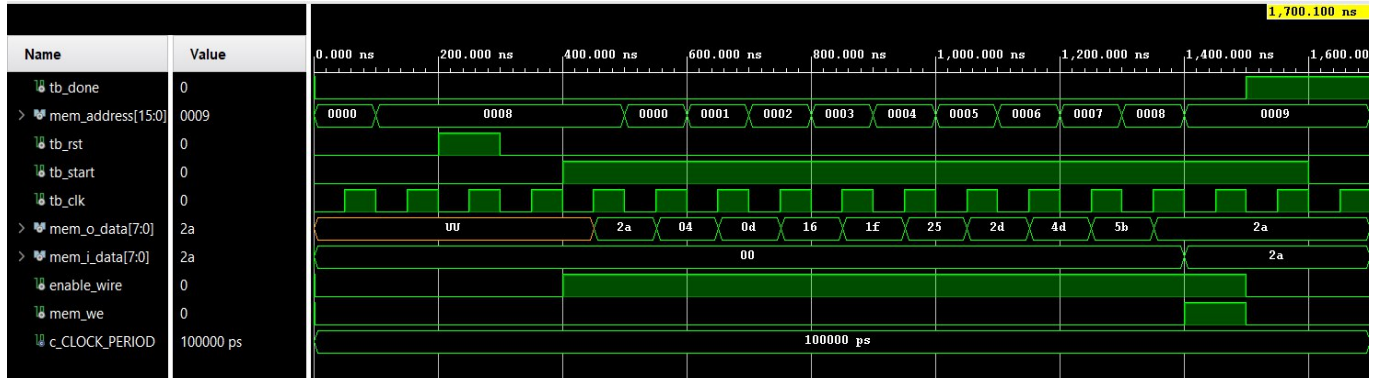 1,700.100 ns
Name Value 0.000 ns 200.000 ns 400.000 ns 600.000 ns 800.000 ns 1,000.000 ns 1,200.000 ns 1,400.000 ns 1,600.00
tb_done 0
> mem_address[15:0] 0009 0000 0008 0000 0001 0002 0003 0004 0005 0006 0007 0008 0009
tb_rst 0
tb_start 0
tb_clk 0
> mem_o_data[7:0] 2a UU 2a 04 0d 16 1f 25 2d 4d 5b 2a
> mem_i_data[7:0] 2a 00 2a
enable_wire 0
mem_we 0
c_CLOCK_PERIOD 100000 ps 100000 ps